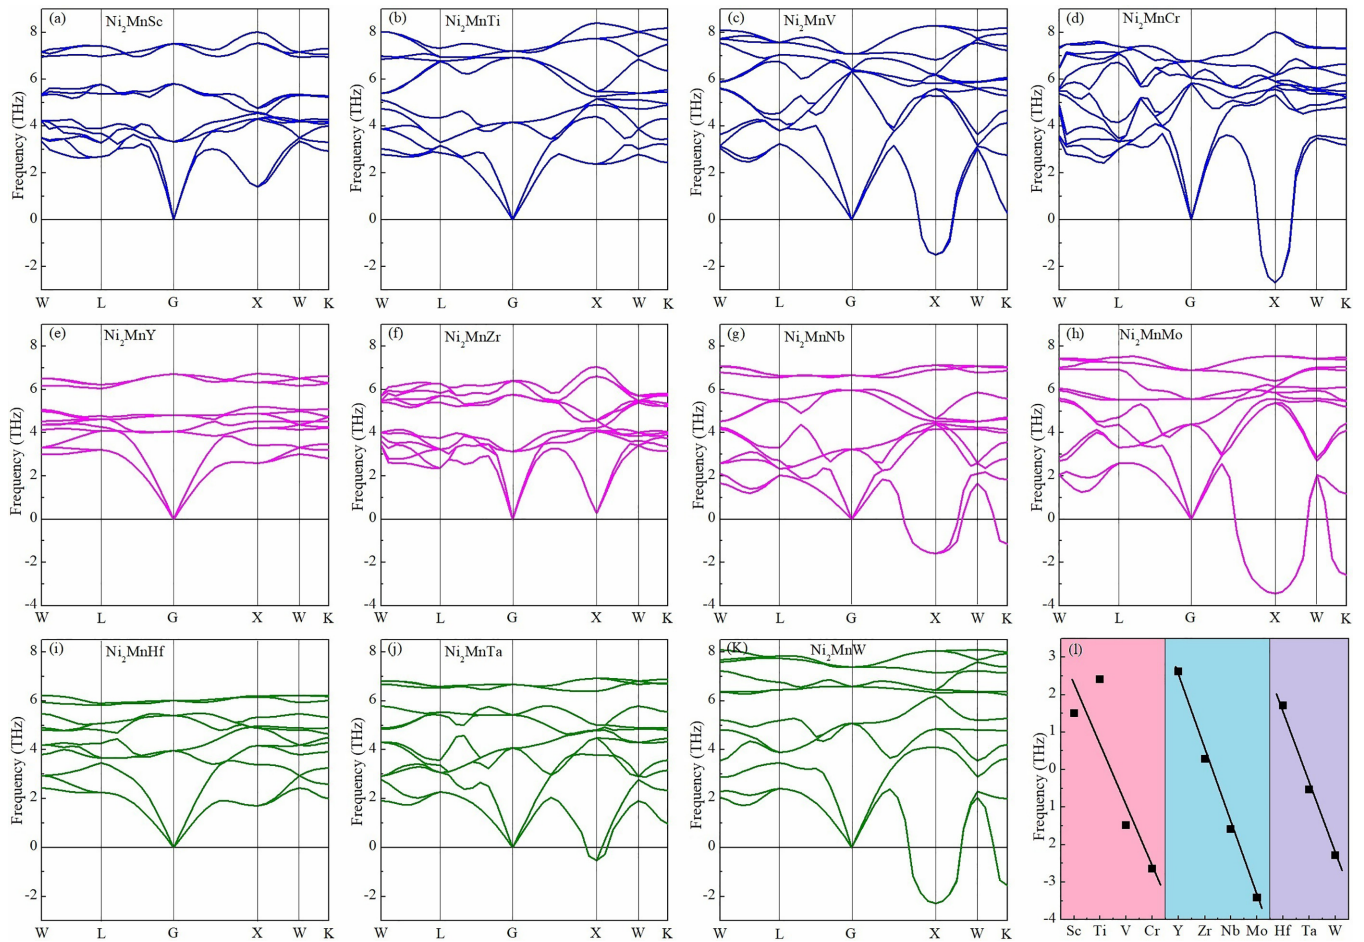 (a) Ni2MnSc
Frequency (THz)
8
6
4
2
0
-2
W L G X W K
(b) Ni2MnTi
Frequency (THz)
8
6
4
2
0
-2
W L G X W K
(c) Ni2MnV
Frequency (THz)
8
6
4
2
0
-2
W L G X W K
(d) Ni2MnCr
Frequency (THz)
8
6
4
2
0
-2
W L G X W K
(e) Ni2MnY
Frequency (THz)
8
6
4
2
0
-2
-4
W L G X W K
(f) Ni2MnZr
Frequency (THz)
8
6
4
2
0
-2
-4
W L G X W K
(g) Ni2MnNb
Frequency (THz)
8
6
4
2
0
-2
-4
W L G X W K
(h) Ni2MnMo
Frequency (THz)
8
6
4
2
0
-2
-4
W L G X W K
(i) Ni2MnHf
Frequency (THz)
8
6
4
2
0
-2
W L G X W K
(j) Ni2MnTa
Frequency (THz)
8
6
4
2
0
-2
W L G X W K
(K) Ni2MnW
Frequency (THz)
8
6
4
2
0
-2
W L G X W K
(l)
Frequency (THz)
3
2
1
0
1
2
-3
-4
Sc Ti V Cr Y Zr Nb Mo Hf Ta W